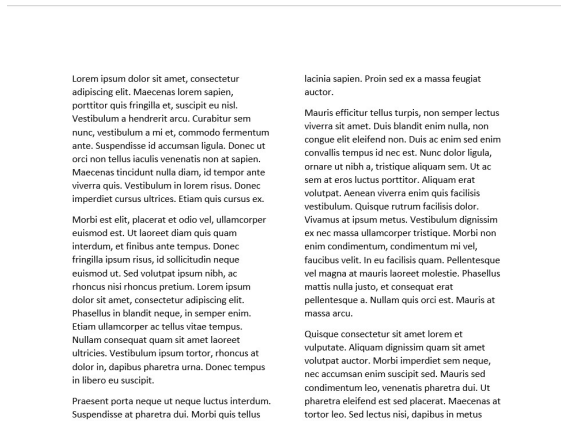 Lorem ipsum dolor sit amet, consectetur
adipiscing elit. Maecenas lorem sapien,
porttitor quis fringilla et, suscipit eu nisl.
Vestibulum a hendrerit arcu. Curabitur sem
nunc, vestibulum a mi et, commodo fermentum
ante. Suspendisse id accumsan ligula. Donec ut
orci non tellus iaculis venenatis non at sapien.
Maecenas tincidunt nulla diam, id tempor ante
viverra quis. Vestibulum in lorem risus. Donec
imperdiet cursus ultrices. Etiam quis cursus ex.
Morbi est elit, placerat et odio vel, ullamcorper
euismod est. Ut laoreet diam quis quam
interdum, et finibus ante tempus. Donec
fringilla ipsum risus, id sollicitudin neque
euismod ut. Sed volutpat ipsum nibh, ac
rhoncus nisi rhoncus pretium. Lorem ipsum
dolor sit amet, consectetur adipiscing elit.
Phasellus in blandit neque, in semper enim.
Etiam ullamcorper ac tellus vitae tempus.
Nullam consequat quam sit amet laoreet
ultricies. Vestibulum ipsum tortor, rhoncus at
dolor in, dapibus pharetra urna. Donec tempus
in libero eu suscipit.
Praesent porta neque ut neque luctus interdum.
Suspendisse at pharetra dui. Morbi quis tellus
lacinia sapien. Proin sed ex a massa feugiat
auctor.
Mauris efficitur tellus turpis, non semper lectus
viverra sit amet. Duis blandit enim nulla, non
congue elit eleifend non. Duis ac enim sed enim
convallis tempus id nec est. Nunc dolor ligula,
ornare ut nibh a, tristique aliquam sem. Ut ac
sem at eros luctus porttitor. Aliquam erat
volutpat. Aenean viverra enim quis facilisis
vestibulum. Quisque rutrum facilisis dolor.
Vivamus at ipsum metus. Vestibulum dignissim
ex nec massa ullamcorper tristique. Morbi non
enim condimentum, condimentum mi vel,
faucibus velit. In eu facilisis quam. Pellentesque
vel magna at mauris laoreet molestie. Phasellus
mattis nulla justo, et consequat erat
pellentesque a. Nullam quis orci est. Mauris at
massa arcu.
Quisque consectetur sit amet lorem et
vulputate. Aliquam dignissim quam sit amet
volutpat auctor. Morbi imperdiet sem neque,
nec accumsan enim suscipit sed. Mauris sed
condimentum leo, venenatis pharetra dui. Ut
pharetra eleifend est sed placerat. Maecenas at
tortor leo. Sed lectus nisi, dapibus in metus